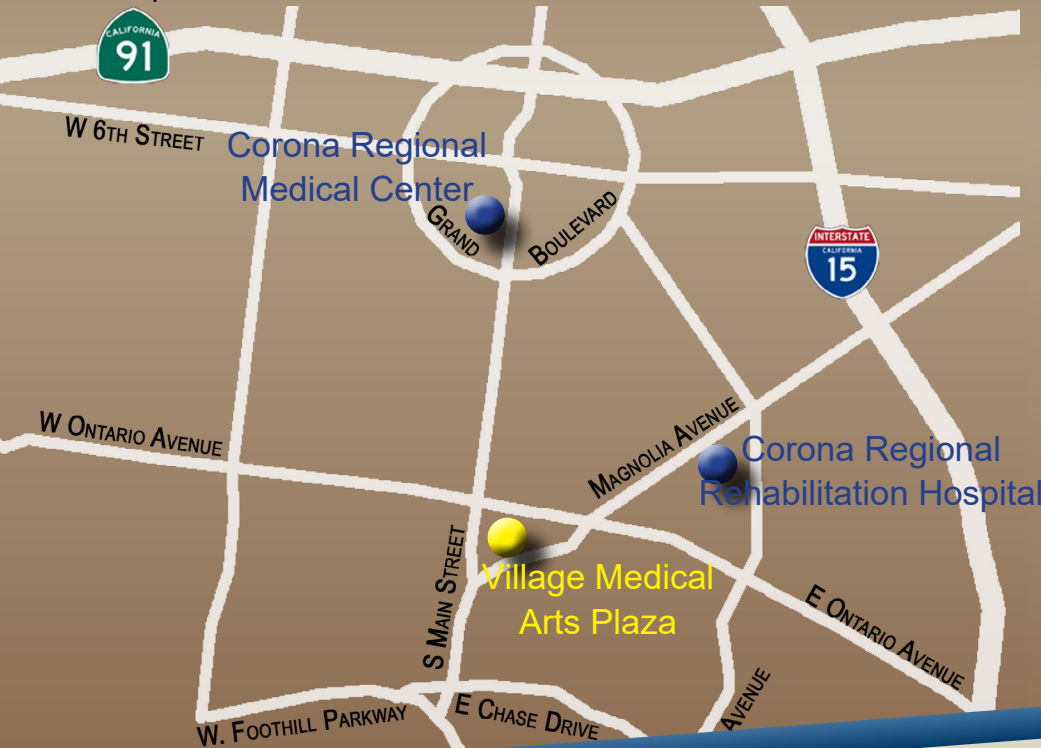 CALIFORNIA
91
W 6TH STREET
Corona Regional
Medical Center
GRAND
BOULEVARD
INTERSTATE
CALIFORNIA
15
W ONTARIO AVENUE
MAGNOLIA AVENUE
Corona Regional
Rehabilitation Hospital
S MAIN STREET
Village Medical
Arts Plaza
E ONTARIO AVENUE
W. FOOTHILL PARKWAY
E CHASE DRIVE
AVENUE